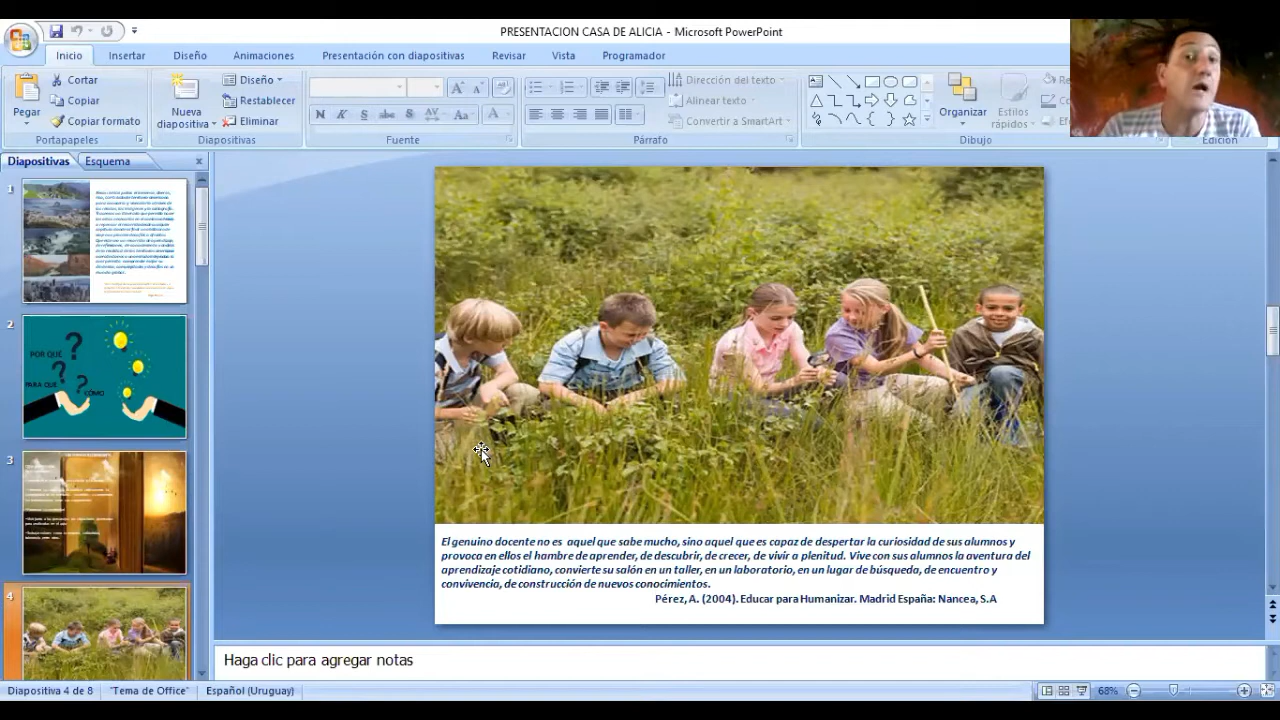 PRESENTACION CASA DE ALICIA - Microsoft PowerPoint
Inicio Insertar Diseño Animaciones Presentación con diapositivas Revisar Vista Programador
Pegar
Cortar
Copiar
Copiar formato
Portapapeles
Nueva diapositiva
Diseño
Restablecer
Eliminar
Diapositivas
N K S abc AV Aa A
Fuente
Párrafo
Dirección del texto
Alinear texto
Convertir a SmartArt
Organizar
Estilos rápidos
Dibujo
Edición
Diapositivas Esquema
1
2
POR QUÉ
PARA QUÉ
CÓMO
3
4
El genuino docente no es aquel que sabe mucho, sino aquel que es capaz de despertar la curiosidad de sus alumnos y
provoca en ellos el hambre de aprender, de descubrir, de crecer, de vivir a plenitud. Vive con sus alumnos la aventura del
aprendizaje cotidiano, convierte su salón en un taller, en un laboratorio, en un lugar de búsqueda, de encuentro y
convivencia, de construcción de nuevos conocimientos.
Pérez, A. (2004). Educar para Humanizar. Madrid España: Nancea, S.A
Haga clic para agregar notas
Diapositiva 4 de 8 "Tema de Office" Español (Uruguay) 68%